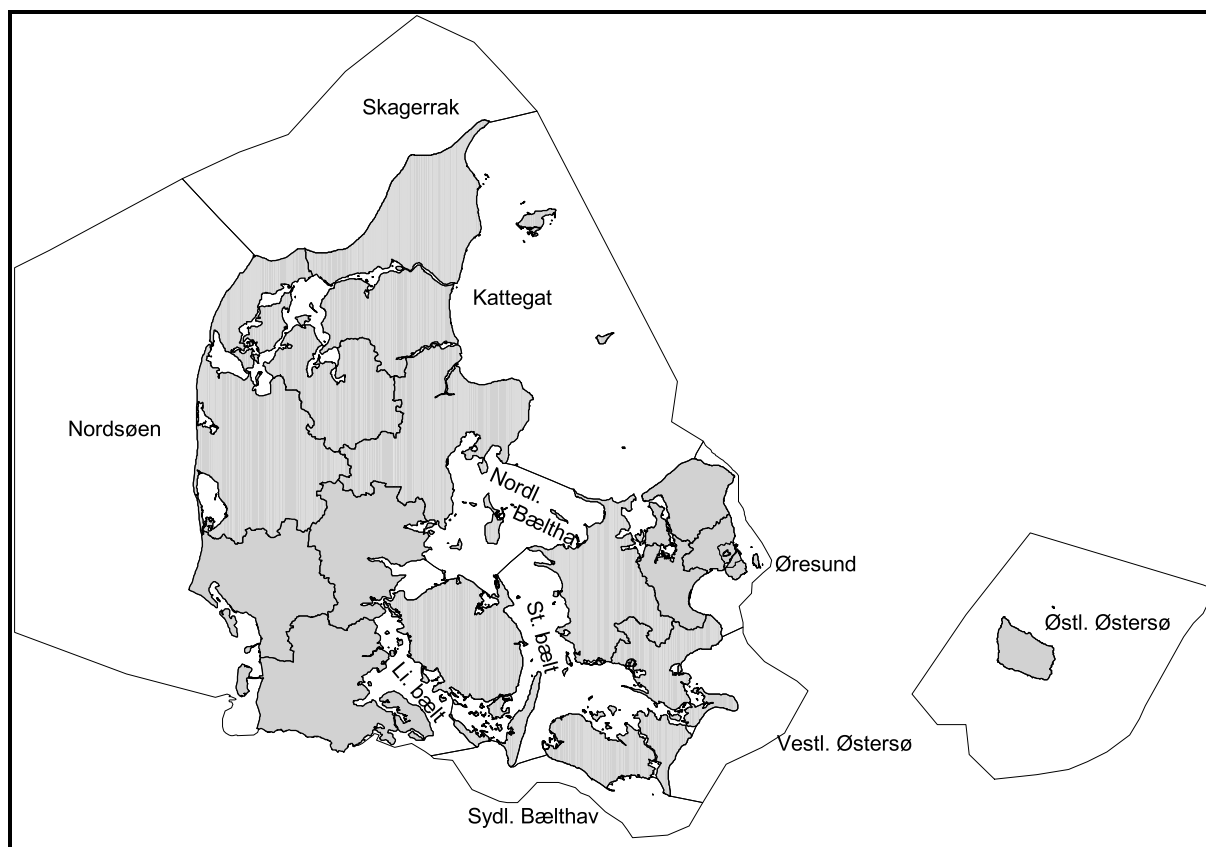 Skagerrak
Kattegat
Nordsøen
Nordl.
Bælthav
Øresund
St. bælt
Østl. Østersø
Li. bælt
Vestl. Østersø
Sydl. Bælthav